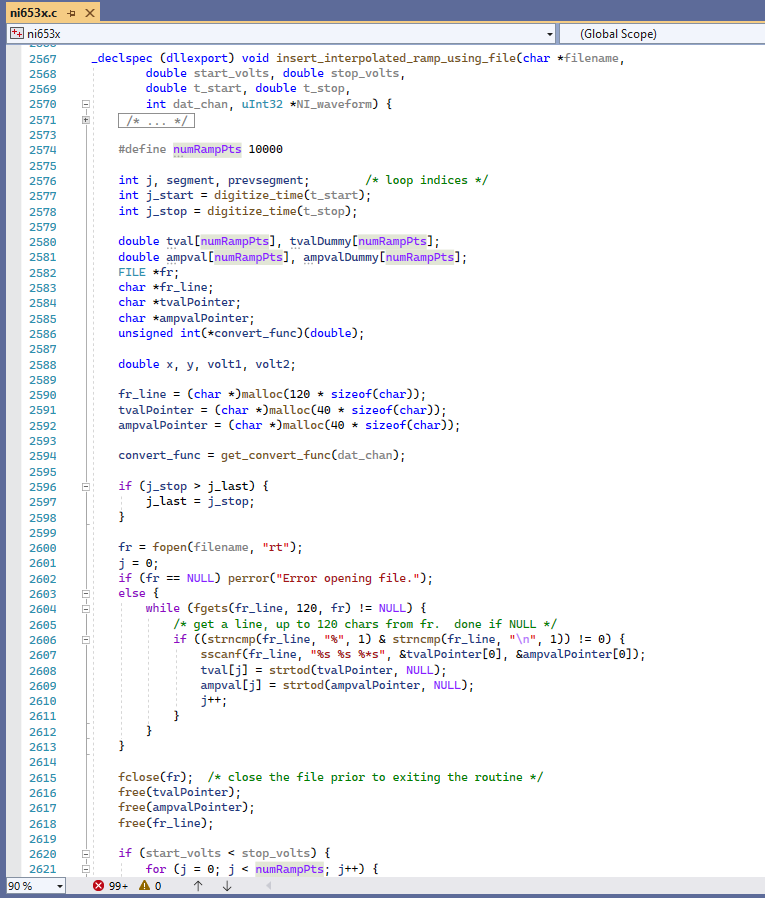 ni653x.c
ni653x (Global Scope)
2567 _declspec (dllexport) void insert_interpolated_ramp_using_file(char *filename,
2568 double start_volts, double stop_volts,
2569 double t_start, double t_stop,
2570 int dat_chan, uInt32 *NI_waveform) {
2571 /* ... */
2573
2574 #define numRampPts 10000
2575
2576 int j, segment, prevsegment; /* loop indices */
2577 int j_start = digitize_time(t_start);
2578 int j_stop = digitize_time(t_stop);
2579
2580 double tval[numRampPts], tvalDummy[numRampPts];
2581 double ampval[numRampPts], ampvalDummy[numRampPts];
2582 FILE *fr;
2583 char *fr_line;
2584 char *tvalPointer;
2585 char *ampvalPointer;
2586 unsigned int(*convert_func)(double);
2587
2588 double x, y, volt1, volt2;
2589
2590 fr_line = (char *)malloc(120 * sizeof(char));
2591 tvalPointer = (char *)malloc(40 * sizeof(char));
2592 ampvalPointer = (char *)malloc(40 * sizeof(char));
2593
2594 convert_func = get_convert_func(dat_chan);
2595
2596 if (j_stop > j_last) {
2597 j_last = j_stop;
2598 }
2599
2600 fr = fopen(filename, "rt");
2601 j = 0;
2602 if (fr == NULL) perror("Error opening file.");
2603 else {
2604 while (fgets(fr_line, 120, fr) != NULL) {
2605 /* get a line, up to 120 chars from fr.  done if NULL */
2606 if ((strncmp(fr_line, "%", 1) & strncmp(fr_line, "\n", 1)) != 0) {
2607 sscanf(fr_line, "%s %s %*s", &tvalPointer[0], &ampvalPointer[0]);
2608 tval[j] = strtod(tvalPointer, NULL);
2609 ampval[j] = strtod(ampvalPointer, NULL);
2610 j++;
2611 }
2612 }
2613 }
2614
2615 fclose(fr);  /* close the file prior to exiting the routine */
2616 free(tvalPointer);
2617 free(ampvalPointer);
2618 free(fr_line);
2619
2620 if (start_volts < stop_volts) {
2621 for (j = 0; j < numRampPts; j++) {
90 % 99+ 0